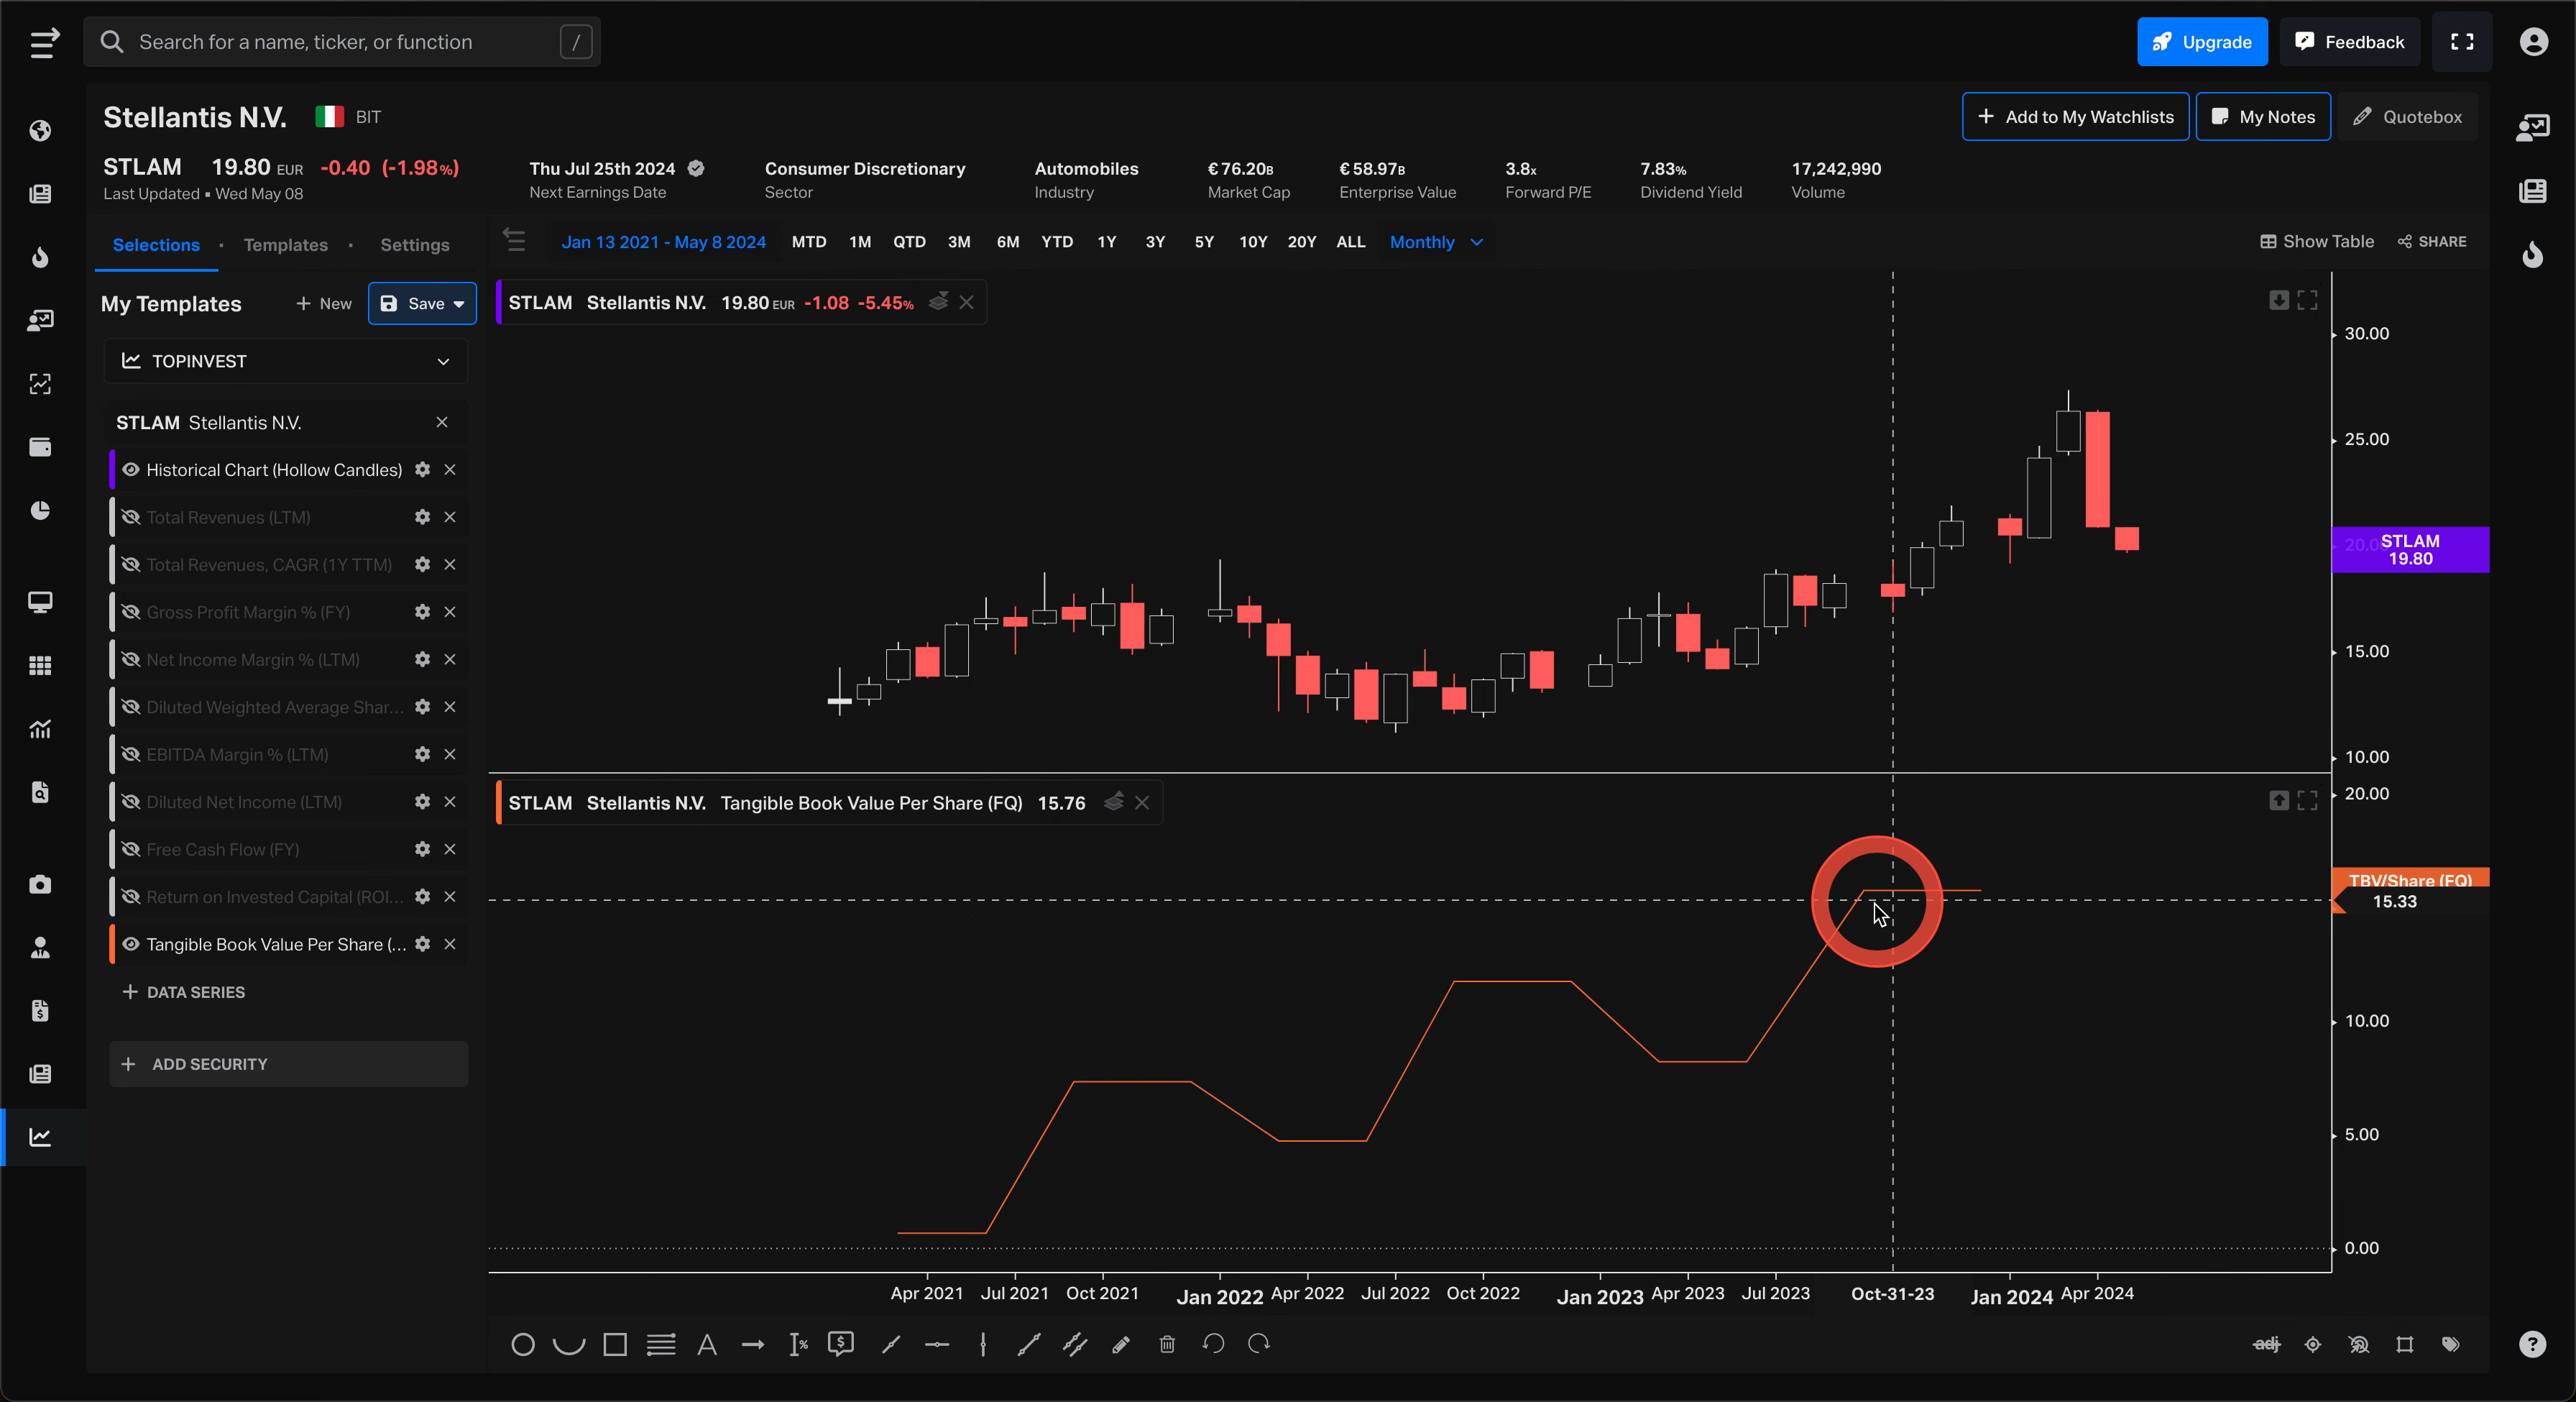 Search for a name, ticker, or function /
Upgrade
Feedback
Stellantis N.V. BIT
Add to My Watchlists
My Notes
Quotebox
STLAM 19.80 EUR -0.40 (-1.98%)
Last Updated ▪ Wed May 08
Thu Jul 25th 2024
Next Earnings Date
Consumer Discretionary
Sector
Automobiles
Industry
€76.20B
Market Cap
€58.97B
Enterprise Value
3.8x
Forward P/E
7.83%
Dividend Yield
17,242,990
Volume
Selections · Templates · Settings
Jan 13 2021 - May 8 2024 MTD 1M QTD 3M 6M YTD 1Y 3Y 5Y 10Y 20Y ALL Monthly
Show Table
SHARE
My Templates
+ New
Save
TOPINVEST
STLAM Stellantis N.V.
Historical Chart (Hollow Candles)
Total Revenues (LTM)
Total Revenues, CAGR (1Y TTM)
Gross Profit Margin % (FY)
Net Income Margin % (LTM)
Diluted Weighted Average Shar...
EBITDA Margin % (LTM)
Diluted Net Income (LTM)
Free Cash Flow (FY)
Return on Invested Capital (ROI...
Tangible Book Value Per Share (...
+ DATA SERIES
+ ADD SECURITY
STLAM Stellantis N.V. 19.80 EUR -1.08 -5.45%
30.00
25.00
STLAM
19.80
15.00
10.00
STLAM Stellantis N.V. Tangible Book Value Per Share (FQ) 15.76
20.00
TBV/Share (FQ)
15.33
10.00
5.00
0.00
Apr 2021 Jul 2021 Oct 2021 Jan 2022 Apr 2022 Jul 2022 Oct 2022 Jan 2023 Apr 2023 Jul 2023 Oct-31-23 Jan 2024 Apr 2024
adj